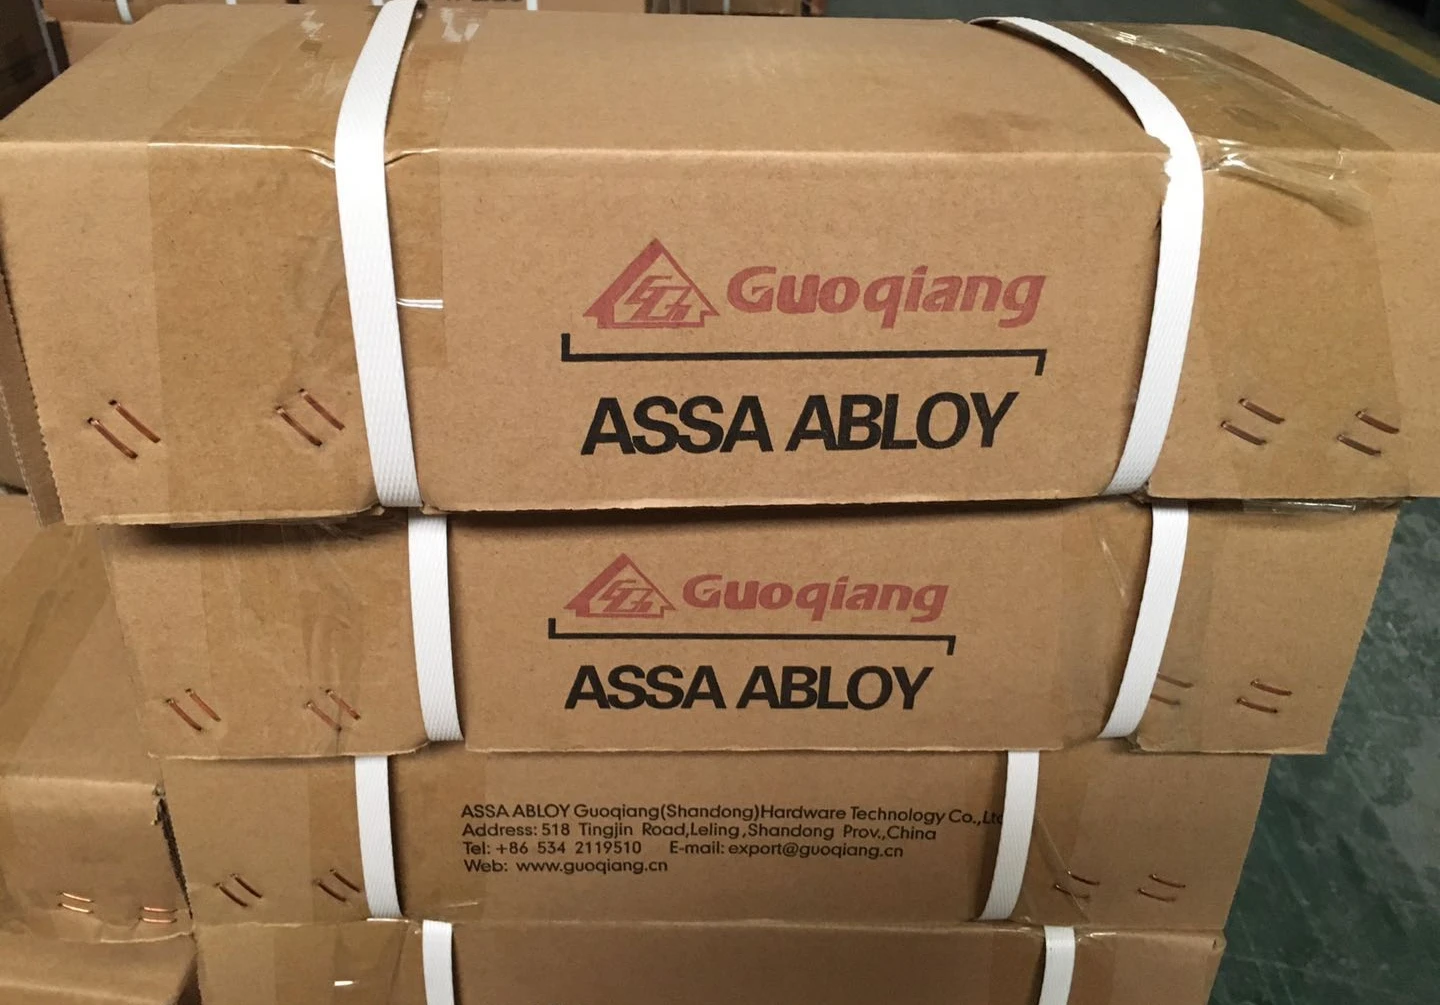 Guoqiang
ASSA ABLOY
Guoqiang
ASSA ABLOY
ASSA ABLOY Guoqiang(Shandong)Hardware Technology Co.,Ltd
Address: 518 Tingjin Road,Leling,Shandong Prov.,China
Tel: +86 534 2119510 E-mail: export@guoqiang.cn
Web: www.guoqiang.cn